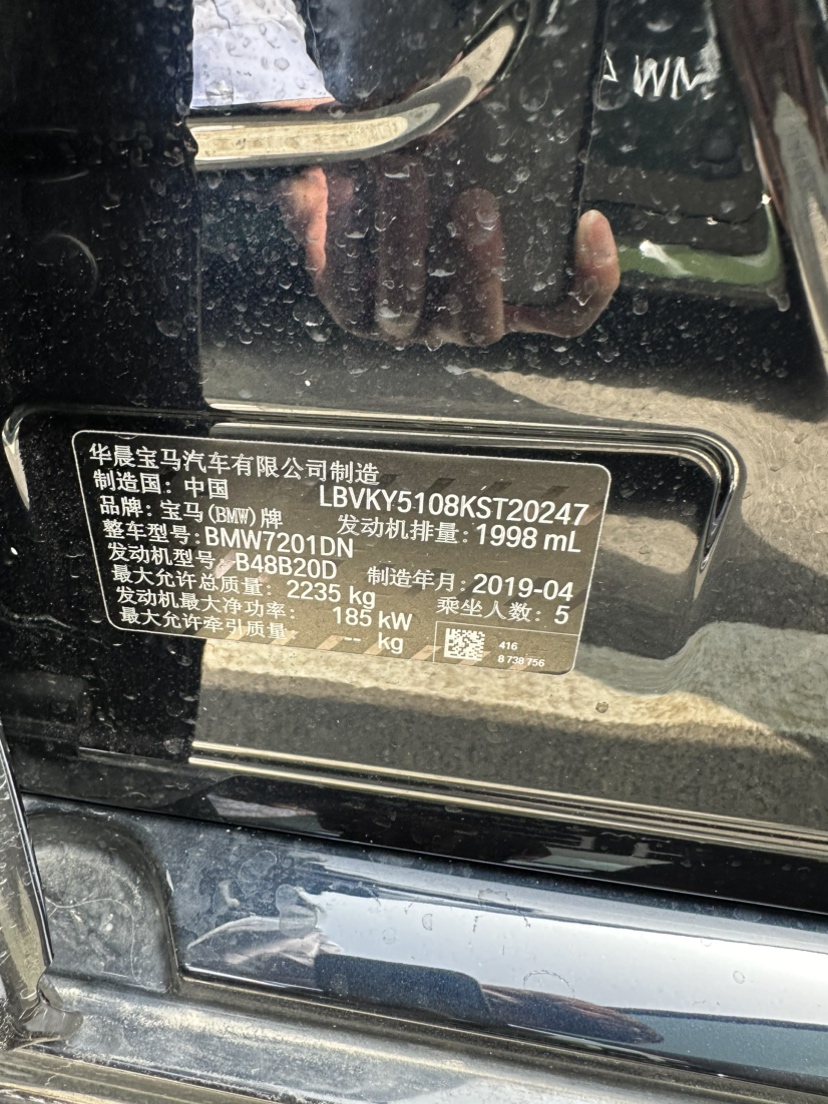 华晨宝马汽车有限公司制造
制造国：中国 LBVKY5108KST20247
品牌：宝马(BMW)牌 发动机排量：1998 mL
整车型号：BMW7201DN
发动机型号：B48B20D 制造年月：2019-04
最大允许总质量：2235 kg 乘坐人数：5
发动机最大净功率：185 kW
最大允许牵引质量：-- kg
416
8 738 756